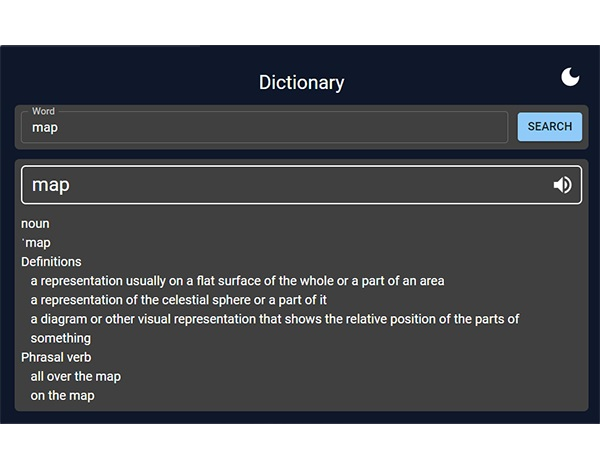 Dictionary
Word
map
SEARCH
map
noun
ˈmap
Definitions
a representation usually on a flat surface of the whole or a part of an area
a representation of the celestial sphere or a part of it
a diagram or other visual representation that shows the relative position of the parts of
something
Phrasal verb
all over the map
on the map